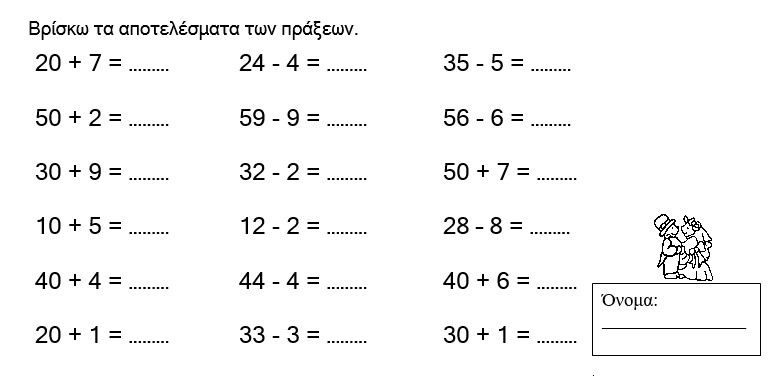 Βρίσκω τα αποτελέσματα των πράξεων.
20 + 7 = ......... 24 - 4 = ......... 35 - 5 = .........
50 + 2 = ......... 59 - 9 = ......... 56 - 6 = .........
30 + 9 = ......... 32 - 2 = ......... 50 + 7 = .........
10 + 5 = ......... 12 - 2 = ......... 28 - 8 = .........
40 + 4 = ......... 44 - 4 = ......... 40 + 6 = .........
20 + 1 = ......... 33 - 3 = ......... 30 + 1 = .........
Όνομα: